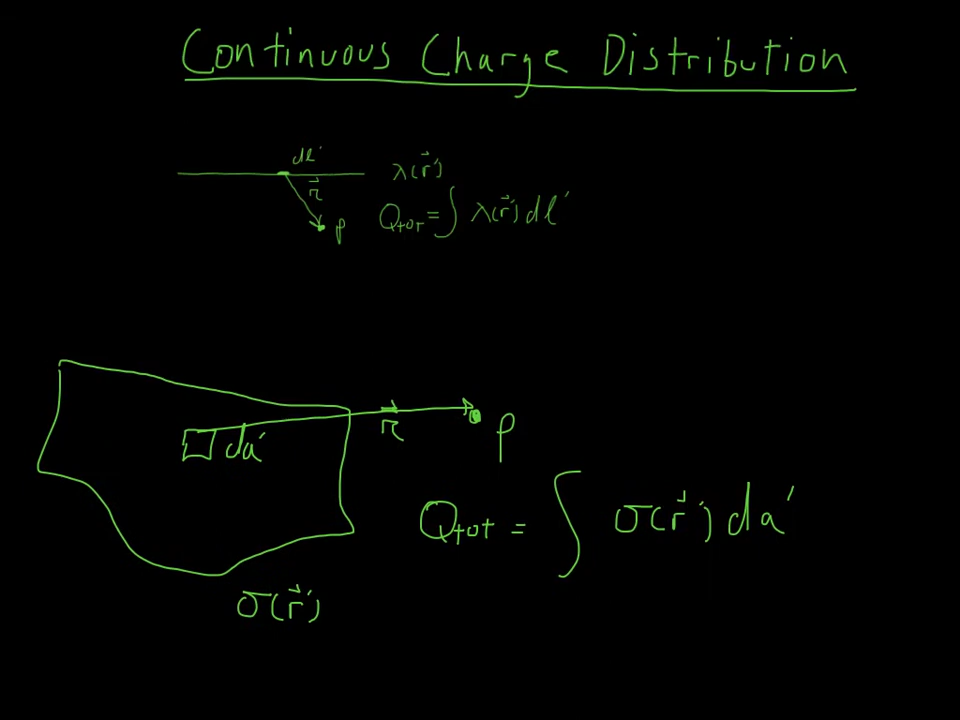 Continuous Charge Distribution
dl'
λ(r⃗')
r⃗
P
Qtot = ∫ λ(r⃗') dl'
da'
r⃗
P
Qtot = ∫ σ(r⃗') da'
σ(r⃗')